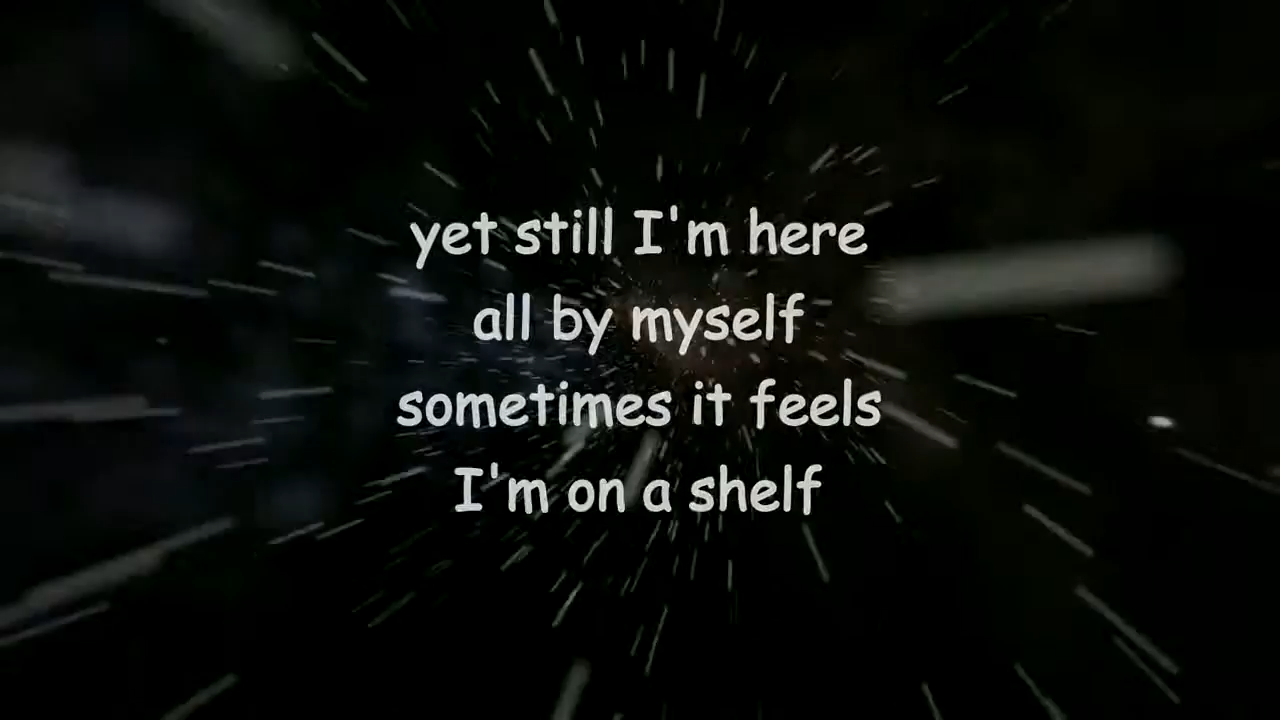 yet still I'm here
all by myself
sometimes it feels
I'm on a shelf